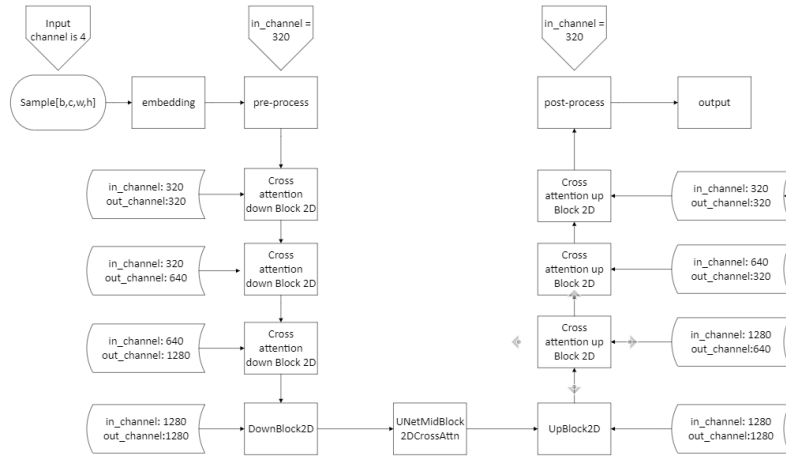 Input
channel is 4
in_channel =
320
in_channel =
320
Sample[b,c,w,h]
embedding
pre-process
post-process
output
in_channel: 320
out_channel:320
Cross
attention
down Block 2D
Cross
attention up
Block 2D
in_channel: 320
out_channel:320
in_channel: 320
out_channel: 640
Cross
attention
down Block 2D
Cross
attention up
Block 2D
in_channel: 640
out_channel:320
in_channel: 640
out_channel: 1280
Cross
attention
down Block 2D
Cross
attention up
Block 2D
in_channel: 1280
out_channel:640
in_channel: 1280
out_channel:1280
DownBlock2D
UNetMidBlock
2DCrossAttn
UpBlock2D
in_channel: 1280
out_channel:1280